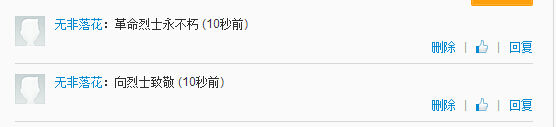 无非落花：革命烈士永不朽 (10秒前)
删除 | | 回复
无非落花：向烈士致敬 (10秒前)
删除 | | 回复